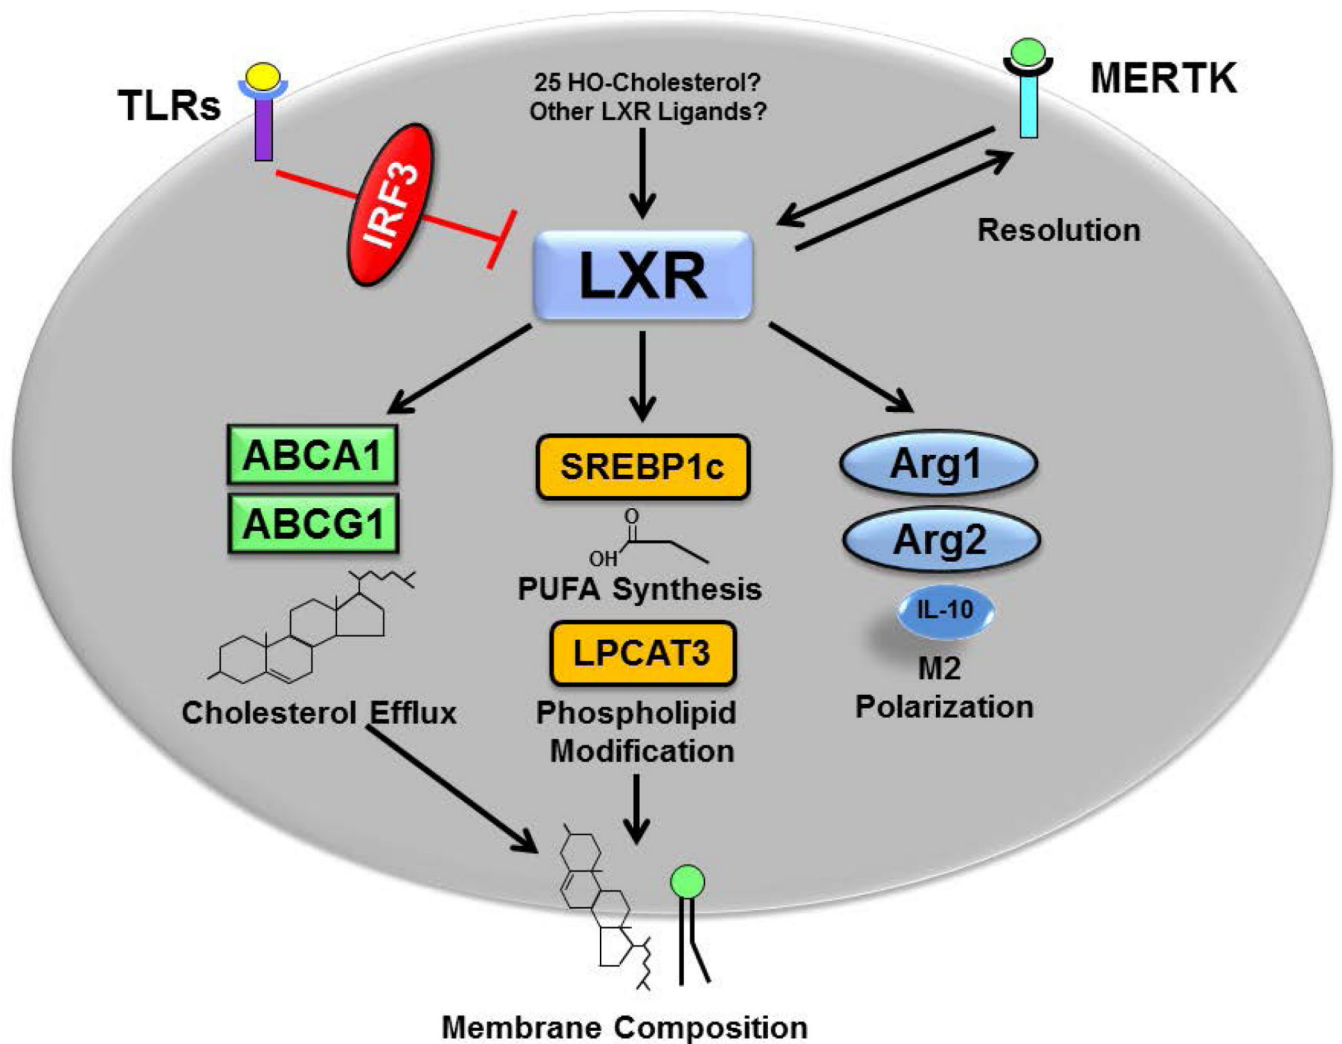 TLRs
25 HO-Cholesterol?
Other LXR Ligands?
MERTK
IRF3
Resolution
LXR
ABCA1
ABCG1
Cholesterol Efflux
SREBP1c
O
OH
PUFA Synthesis
LPCAT3
Phospholipid
Modification
Arg1
Arg2
IL-10
M2
Polarization
Membrane Composition